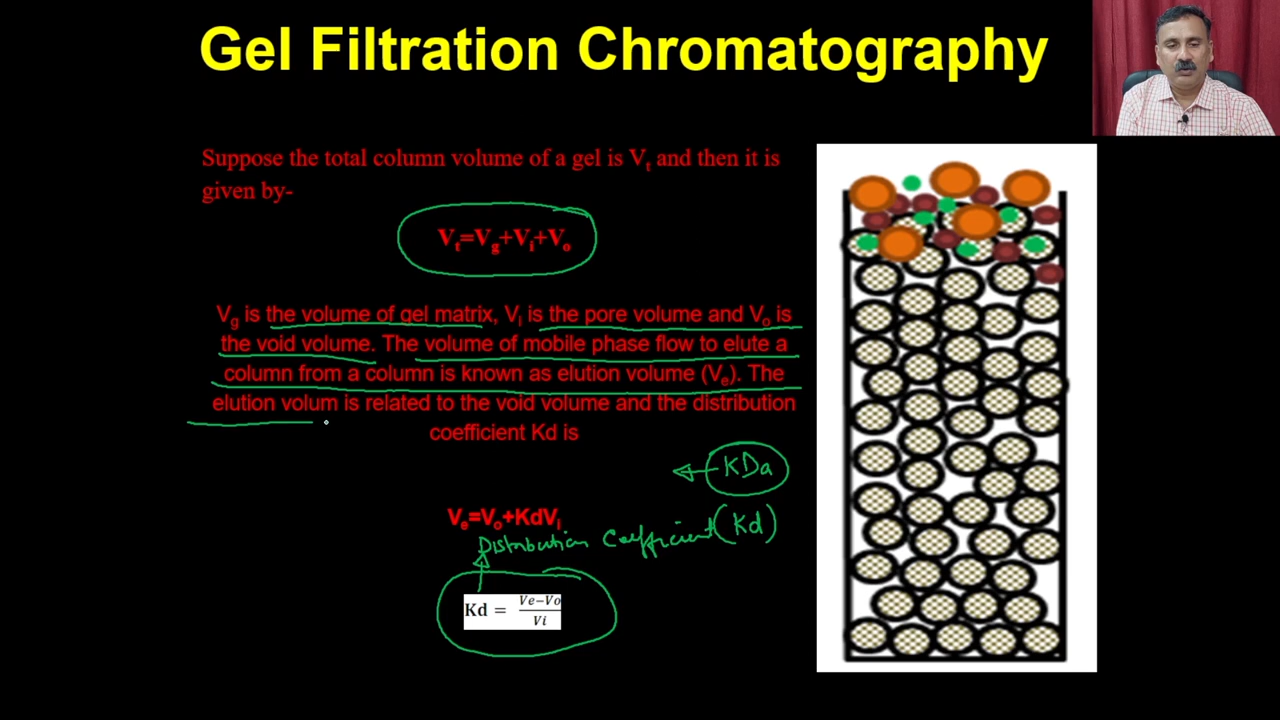 Gel Filtration Chromatography
Suppose the total column volume of a gel is Vt and then it is
given by-
Vt=Vg+Vi+Vo
Vg is the volume of gel matrix, VI is the pore volume and Vo is
the void volume. The volume of mobile phase flow to elute a
column from a column is known as elution volume (Ve). The
elution volum is related to the void volume and the distribution
coefficient Kd is
KDa
Ve=Vo+KdVI
Distribution Coefficient (Kd)
Kd = Ve−Vo
Vi